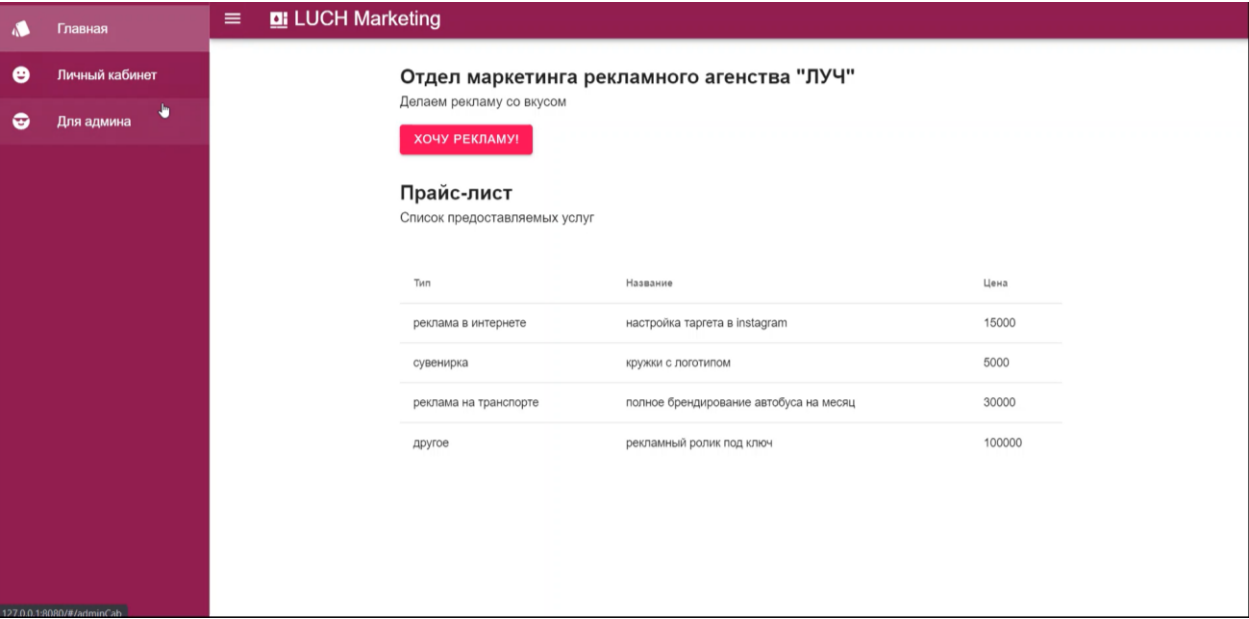 Главная
Личный кабинет
Для админа
LUCH Marketing
Отдел маркетинга рекламного агенства "ЛУЧ"
Делаем рекламу со вкусом
ХОЧУ РЕКЛАМУ!
Прайс-лист
Список предоставляемых услуг
Тип Название Цена
реклама в интернете настройка таргета в instagram 15000
сувенирка кружки с логотипом 5000
реклама на транспорте полное брендирование автобуса на месяц 30000
другое рекламный ролик под ключ 100000
127.0.0.1:8080/#/adminCab